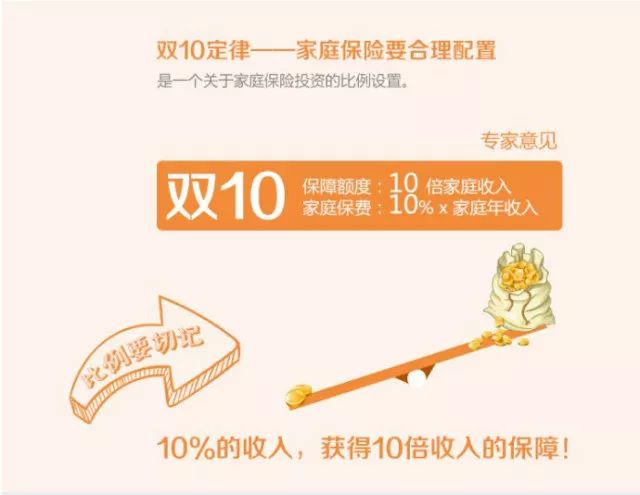 双10定律——家庭保险要合理配置
是一个关于家庭保险投资的比例设置。
专家意见
双10
保障额度：10 倍家庭收入
家庭保费：10% x 家庭年收入
比例要切记
10%的收入，获得10倍收入的保障！